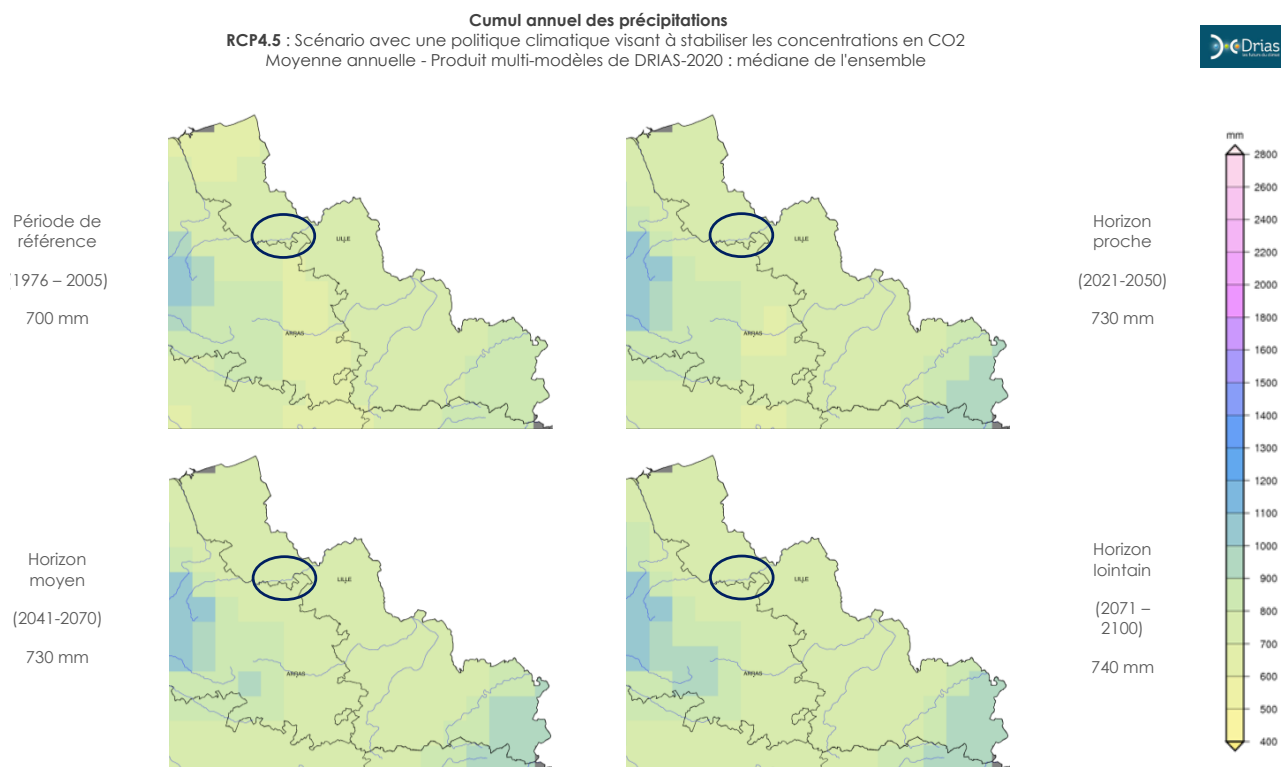 Cumul annuel des précipitations
RCP4.5 : Scénario avec une politique climatique visant à stabiliser les concentrations en CO2
Moyenne annuelle - Produit multi-modèles de DRIAS-2020 : médiane de l'ensemble
Drias
les futurs du climat
Période de
référence
(1976 – 2005)
700 mm
LILLE
ARRAS
LILLE
ARRAS
Horizon
proche
(2021-2050)
730 mm
Horizon
moyen
(2041-2070)
730 mm
LILLE
ARRAS
LILLE
ARRAS
Horizon
lointain
(2071 –
2100)
740 mm
mm
2800
2600
2400
2200
2000
1800
1600
1500
1400
1300
1200
1100
1000
900
800
700
600
500
400